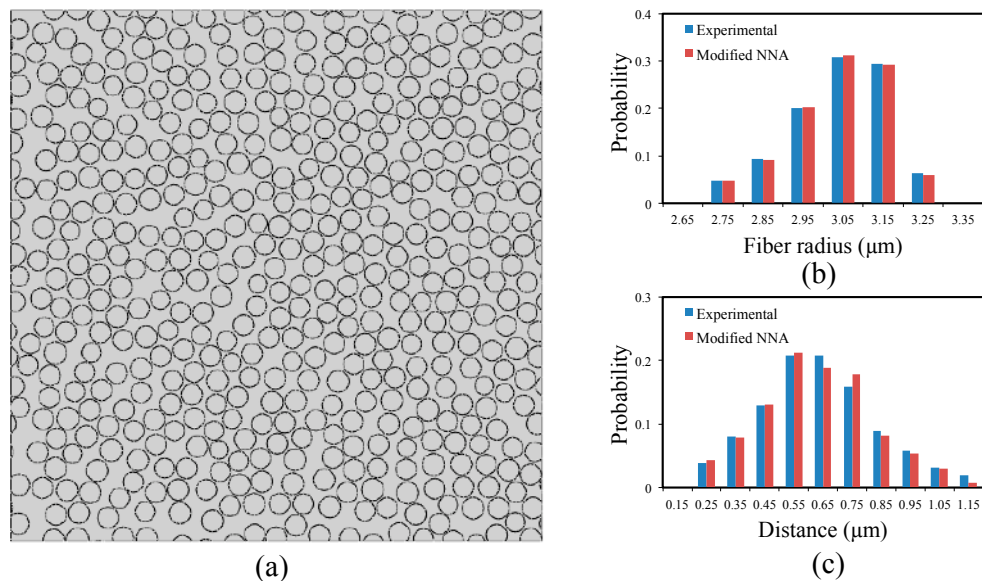 0.4
Experimental
Modified NNA
0.3
0.2
0.1
0
Probability
2.65 2.75 2.85 2.95 3.05 3.15 3.25 3.35
Fiber radius (μm)
(b)
0.3
Experimental
Modified NNA
0.2
0.1
0
Probability
0.15 0.25 0.35 0.45 0.55 0.65 0.75 0.85 0.95 1.05 1.15
Distance (μm)
(a)
(c)